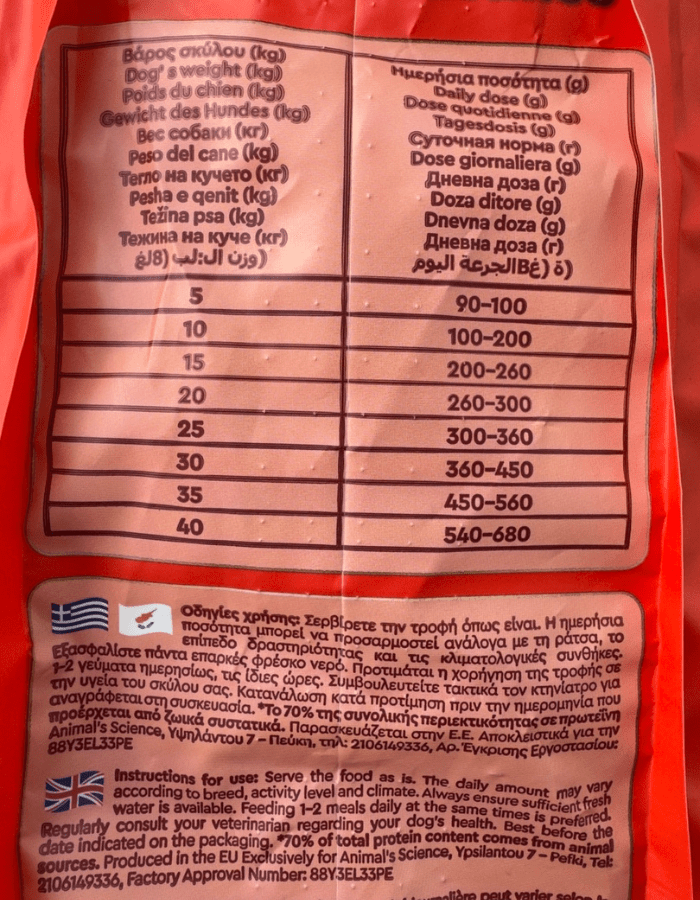 Βάρος σκύλου (kg)
Dog's weight (kg)
Poids du chien (kg)
Gewicht des Hundes (kg)
Вес собаки (кг)
Peso del cane (kg)
Тегло на кучето (кг)
Pesha e qenit (kg)
Težina psa (kg)
Тежина на куче (кг)
Ημερήσια ποσότητα (g)
Daily dose (g)
Dose quotidienne (g)
Tagesdosis (g)
Суточная норма (г)
Dose giornaliera (g)
Дневна доза (г)
Doza ditore (g)
Dnevna doza (g)
Дневна доза (г)
5 90–100
10 100–200
15 200–260
20 260–300
25 300–360
30 360–450
35 450–560
40 540–680
Οδηγίες χρήσης: Σερβίρετε την τροφή όπως είναι. Η ημερήσια
ποσότητα μπορεί να προσαρμοστεί ανάλογα με τη ράτσα, το
επίπεδο δραστηριότητας και τις κλιματολογικές συνθήκες.
Εξασφαλίστε πάντα επαρκές φρέσκο νερό. Προτιμάται η χορήγηση της τροφής σε
1–2 γεύματα ημερησίως, τις ίδιες ώρες. Συμβουλευτείτε τακτικά τον κτηνίατρο για
την υγεία του σκύλου σας. Κατανάλωση κατά προτίμηση πριν την ημερομηνία που
αναγράφεται στη συσκευασία. *Το 70% της συνολικής περιεκτικότητας σε πρωτεΐνη
προέρχεται από ζωικά συστατικά. Παρασκευάζεται στην Ε.Ε. Αποκλειστικά για την
Animal's Science, Υψηλάντου 7 – Πεύκη, τηλ: 2106149336, Αρ. Έγκρισης Εργοστασίου:
88Y3EL33PE
Instructions for use: Serve the food as is. The daily amount may vary
according to breed, activity level and climate. Always ensure sufficient fresh
water is available. Feeding 1–2 meals daily at the same times is preferred.
Regularly consult your veterinarian regarding your dog's health. Best before the
date indicated on the packaging. *70% of total protein content comes from animal
sources. Produced in the EU Exclusively for Animal's Science, Ypsilantou 7 – Pefki, Tel:
2106149336, Factory Approval Number: 88Y3EL33PE
peut varier selon